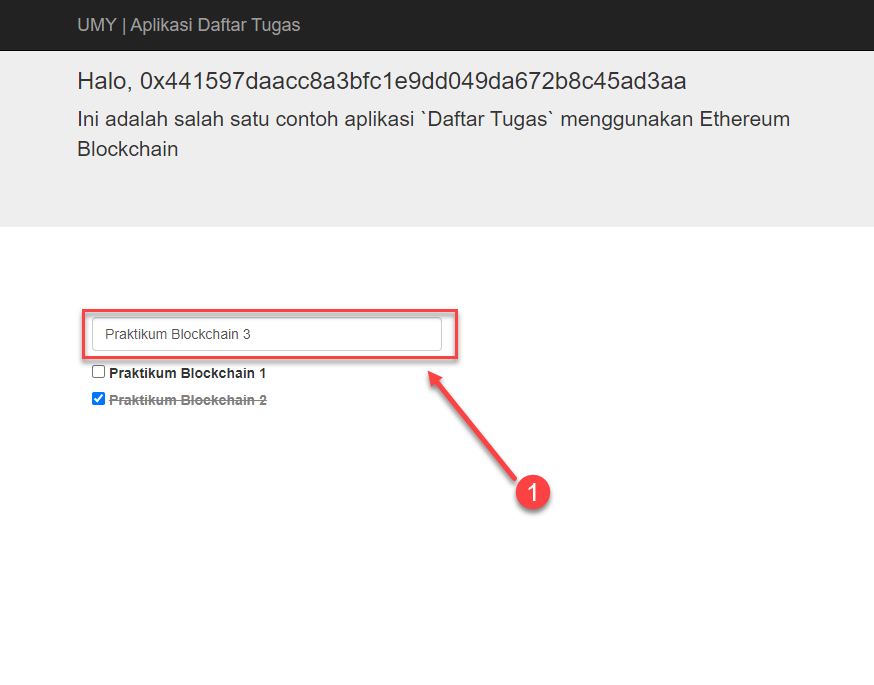 UMY | Aplikasi Daftar Tugas
Halo, 0x441597daacc8a3bfc1e9dd049da672b8c45ad3aa
Ini adalah salah satu contoh aplikasi `Daftar Tugas` menggunakan Ethereum
Blockchain
Praktikum Blockchain 3
Praktikum Blockchain 1
Praktikum Blockchain 2
1